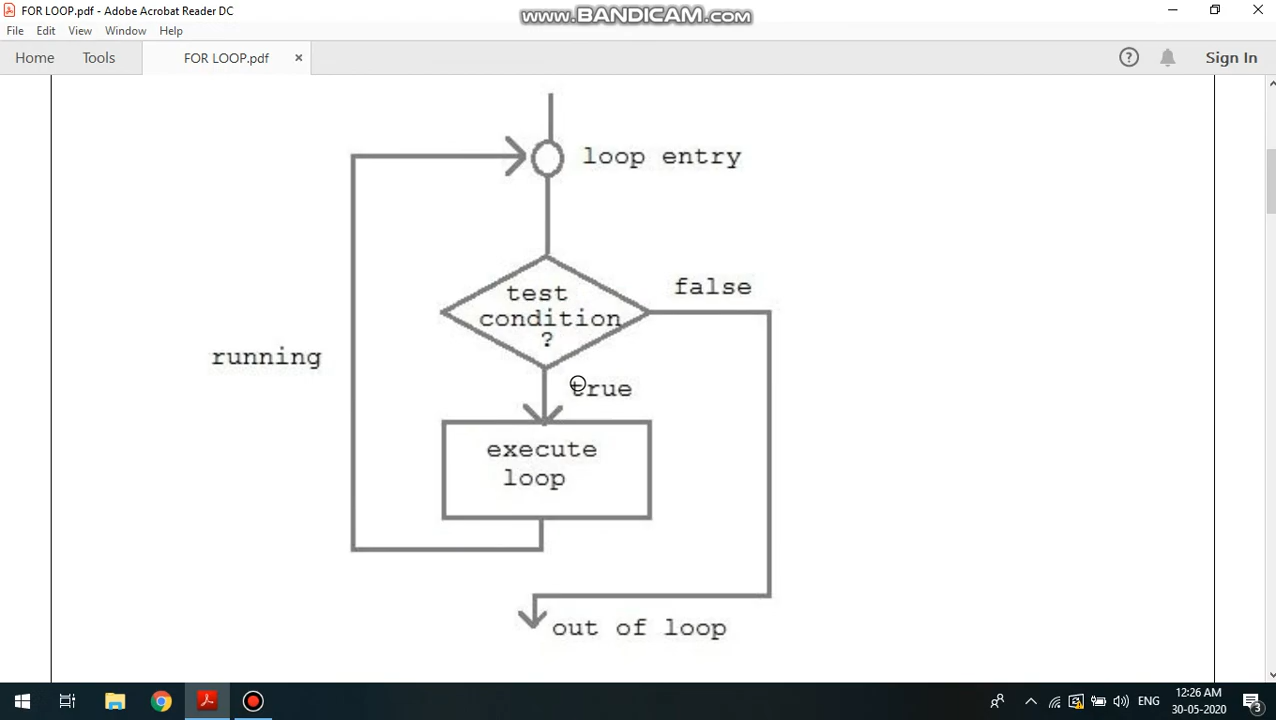 FOR LOOP.pdf - Adobe Acrobat Reader DC
www.BANDICAM.com
File Edit View Window Help
Home Tools FOR LOOP.pdf × ? Sign In
loop entry
false
test
condition
?
running
true
execute
loop
out of loop
ENG
12:26 AM
30-05-2020
3